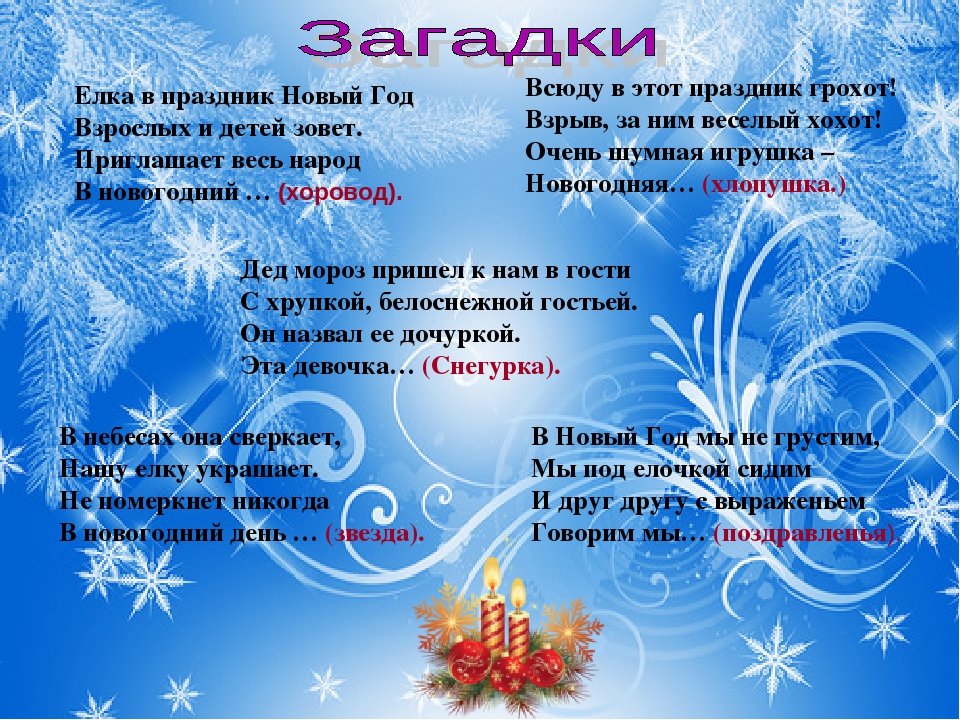 Загадки
Елка в праздник Новый Год
Взрослых и детей зовет.
Приглашает весь народ
В новогодний … (хоровод).
Всюду в этот праздник грохот!
Взрыв, за ним веселый хохот!
Очень шумная игрушка –
Новогодняя… (хлопушка.)
Дед мороз пришел к нам в гости
С хрупкой, белоснежной гостьей.
Он назвал ее дочуркой.
Эта девочка… (Снегурка).
В небесах она сверкает,
Нашу елку украшает.
Не померкнет никогда
В новогодний день … (звезда).
В Новый Год мы не грустим,
Мы под елочкой сидим
И друг другу с выраженьем
Говорим мы… (поздравленья).